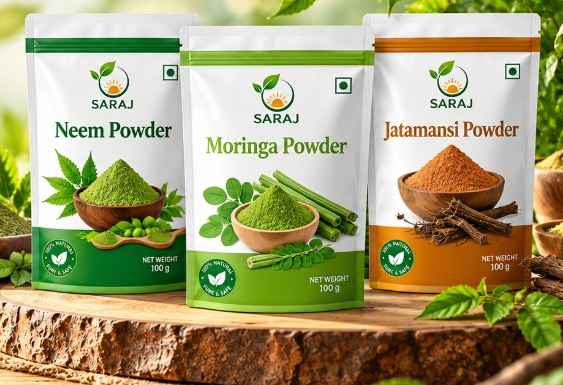 SARAJ
Neem Powder
100% NATURAL
PURE & SAFE
NET WEIGHT
100 g
SARAJ
Moringa Powder
100% NATURAL
PURE & SAFE
NET WEIGHT
100 g
SARAJ
Jatamansi Powder
100% NATURAL
PURE & SAFE
NET WEIGHT
100 g